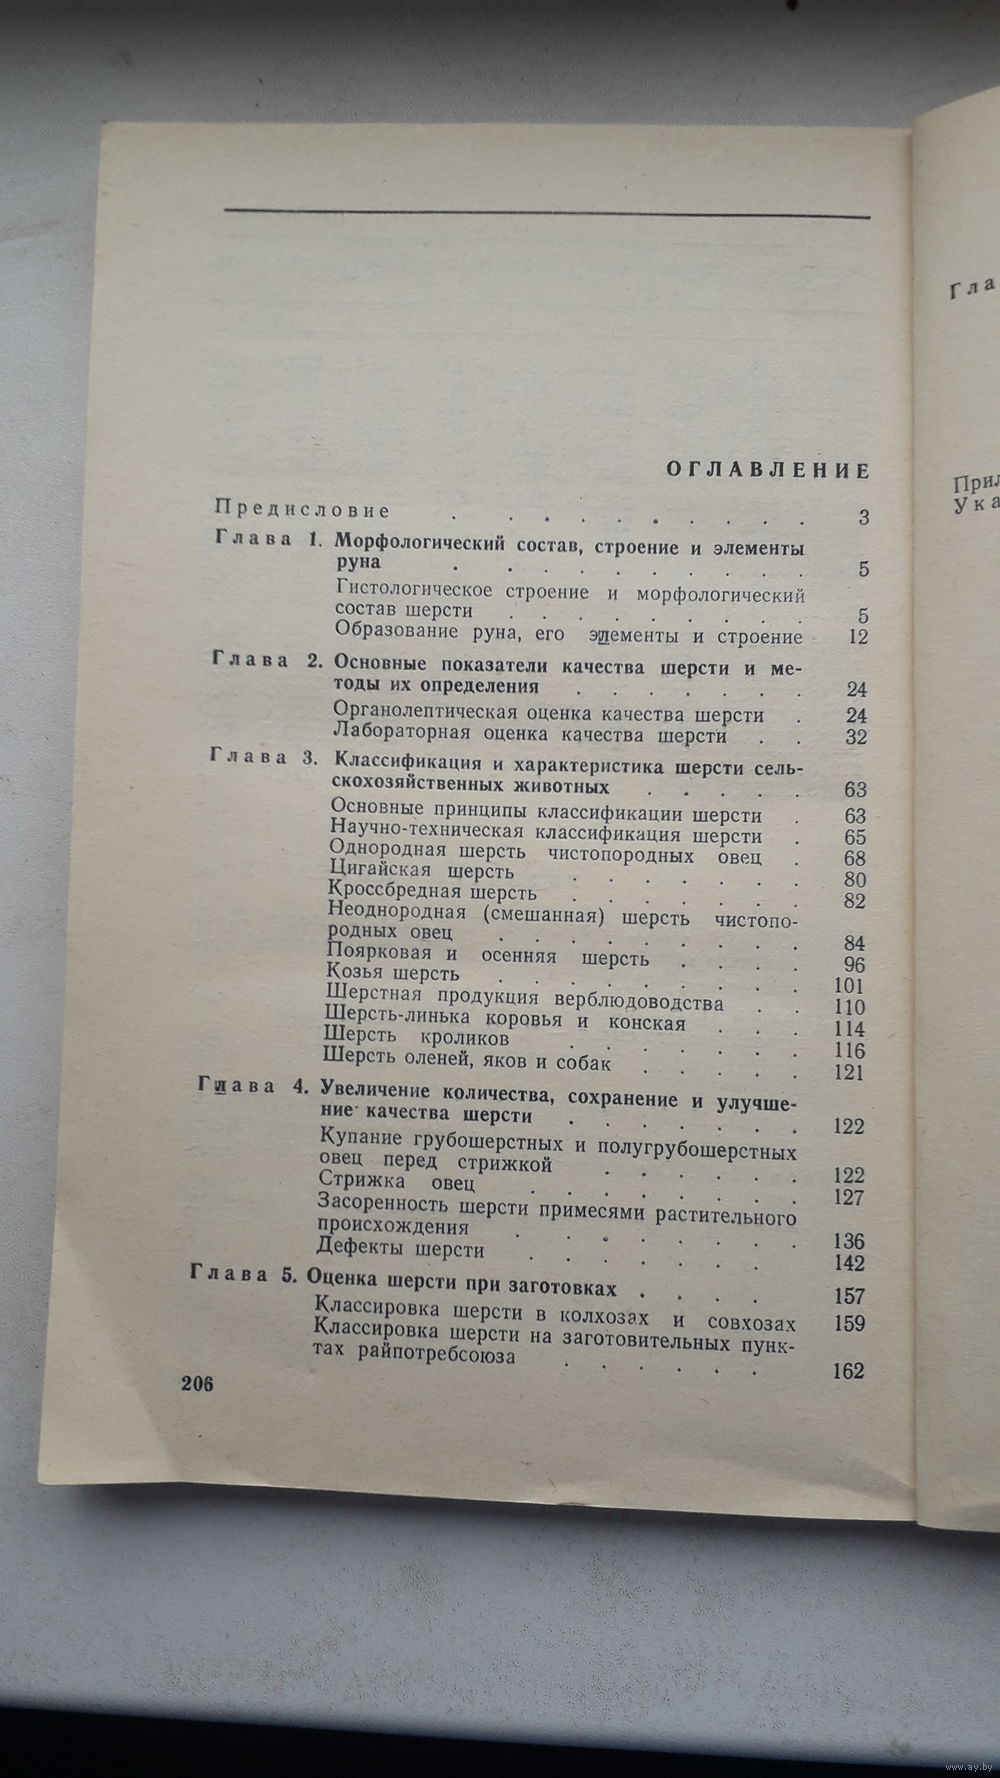 ОГЛАВЛЕНИЕ
Предисловие . . . . . . . . 3
Глава 1. Морфологический состав, строение и элементы
руна . . . . . . . . 5
Гистологическое строение и морфологический
состав шерсти . . . . . . . 5
Образование руна, его элементы и строение 12
Глава 2. Основные показатели качества шерсти и ме-
тоды их определения . . . . . . 24
Органолептическая оценка качества шерсти . 24
Лабораторная оценка качества шерсти . . 32
Глава 3. Классификация и характеристика шерсти сель-
скохозяйственных животных . . . . . 63
Основные принципы классификации шерсти . 63
Научно-техническая классификация шерсти . 65
Однородная шерсть чистопородных овец . 68
Цигайская шерсть . . . . . . . 80
Кроссбредная шерсть . . . . . . . 82
Неоднородная (смешанная) шерсть чистопо-
родных овец . . . . . . . . 84
Поярковая и осенняя шерсть . . . . 96
Козья шерсть . . . . . . . . 101
Шерстная продукция верблюдоводства . . 110
Шерсть-линька коровья и конская . . . 114
Шерсть кроликов . . . . . . . 116
Шерсть оленей, яков и собак . . . . . 121
Глава 4. Увеличение количества, сохранение и улучше-
ние качества шерсти . . . . . . . 122
Купание грубошерстных и полугрубошерстных
овец перед стрижкой . . . . . . 122
Стрижка овец . . . . . . . . 127
Засоренность шерсти примесями растительного
происхождения . . . . . . . 136
Дефекты шерсти . . . . . . . 142
Глава 5. Оценка шерсти при заготовках . . . . 157
Классировка шерсти в колхозах и совхозах 159
Классировка шерсти на заготовительных пунк-
тах райпотребсоюза . . . . . . 162
206
Гла
Прил
Ука
www.ay.by